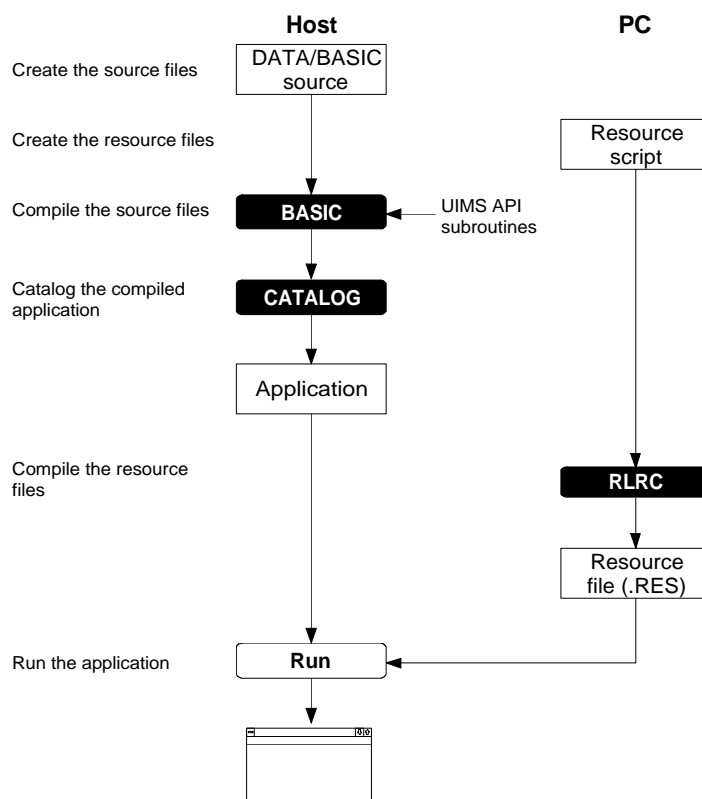 Host
PC
Create the source files
DATA/BASIC
source
Create the resource files
Resource
script
Compile the source files
BASIC
UIMS API
subroutines
Catalog the compiled
application
CATALOG
Application
Compile the resource
files
RLRC
Resource
file (.RES)
Run the application
Run